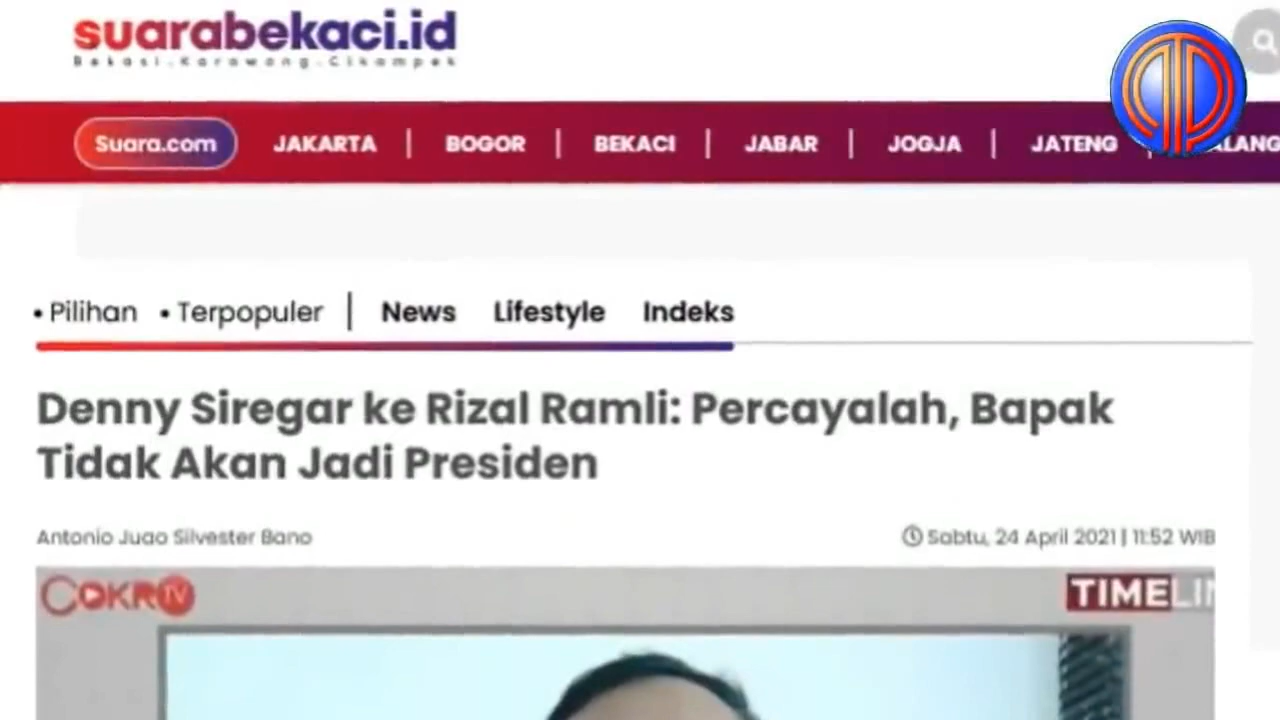 suarabekaci.id
Bekasi.Karawang.Cikampek
Suara.com JAKARTA | BOGOR | BEKACI | JABAR | JOGJA | JATENG
• Pilihan • Terpopuler | News Lifestyle Indeks
Denny Siregar ke Rizal Ramli: Percayalah, Bapak
Tidak Akan Jadi Presiden
Antonio Juao Silvester Bano
Sabtu, 24 April 2021 | 11:52 WIB
COKRO TV